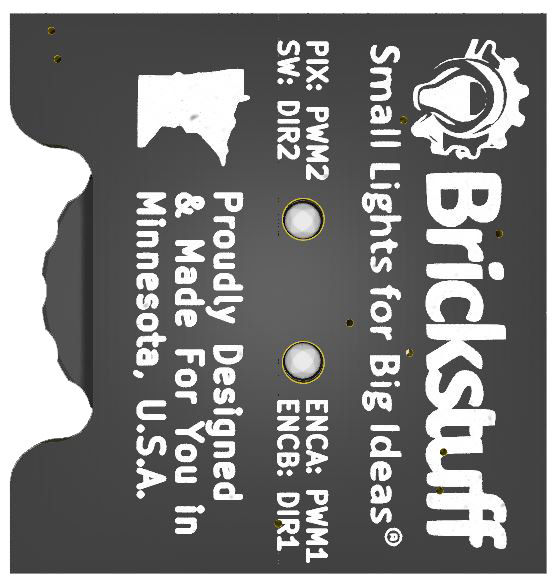 Brickstuff
Small Lights for Big Ideas®
PIX: PWM2
SW: DIR2
ENCA: PWM1
ENCB: DIR1
Proudly Designed
& Made For You in
Minnesota, U.S.A.